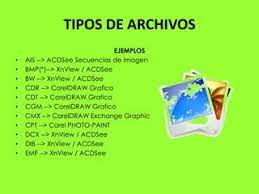 TIPOS DE ARCHIVOS
EJEMPLOS
• AIS --> ACDSee Secuencias de imagen
• BMP(*)--> XnView / ACDSee
• BW --> XnView / ACDSee
• CDR --> CorelDRAW Grafico
• CDT --> CorelDRAW Grafico
• CGM --> CorelDRAW Grafico
• CMX --> CorelDRAW Exchange Graphic
• CPT --> Corel PHOTO-PAINT
• DCX --> XnView / ACDSee
• DIB --> XnView / ACDSee
• EMF --> XnView / ACDSee